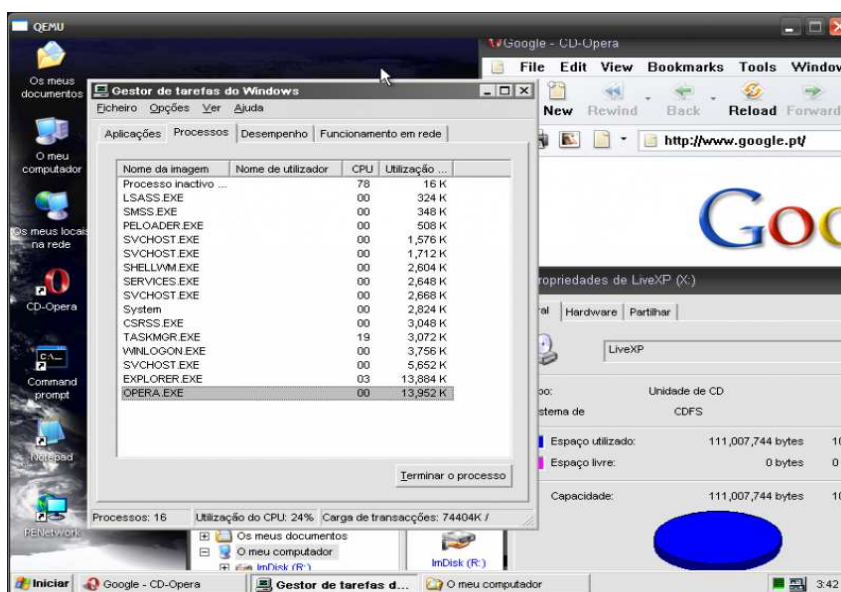 QEMU
Os meus documentos
O meu computador
Os meus locais na rede
CD-Opera
Command prompt
Notepad
PENetwork
Gestor de tarefas do Windows
Ficheiro Opções Ver Ajuda
Aplicações Processos Desempenho Funcionamento em rede
Nome da imagem Nome de utilizador CPU Utilização ...
Processo inactivo ... 78 16 K
LSASS.EXE 00 324 K
SMSS.EXE 00 348 K
PELOADER.EXE 00 508 K
SVCHOST.EXE 00 1,576 K
SVCHOST.EXE 00 1,712 K
SHELLWM.EXE 00 2,604 K
SERVICES.EXE 00 2,648 K
SVCHOST.EXE 00 2,668 K
System 00 2,824 K
CSRSS.EXE 00 3,048 K
TASKMGR.EXE 19 3,072 K
WINLOGON.EXE 00 3,756 K
SVCHOST.EXE 00 5,652 K
EXPLORER.EXE 03 13,884 K
OPERA.EXE 00 13,952 K
Terminar o processo
Processos: 16 Utilização do CPU: 24% Carga de transacções: 74404K /
Google - CD-Opera
File Edit View Bookmarks Tools Window
New Rewind Back Reload Forward
http://www.google.pt/
Goo
ropriedades de LiveXP (X:)
al Hardware Partilhar
LiveXP
po: Unidade de CD
stema de CDFS
Espaço utilizado: 111,007,744 bytes 10
Espaço livre: 0 bytes 0
Capacidade: 111,007,744 bytes 10
Os meus documentos
O meu computador
ImDisk (R:)
ImDisk (R:)
Iniciar Google - CD-Opera Gestor de tarefas d... O meu computador 3:42